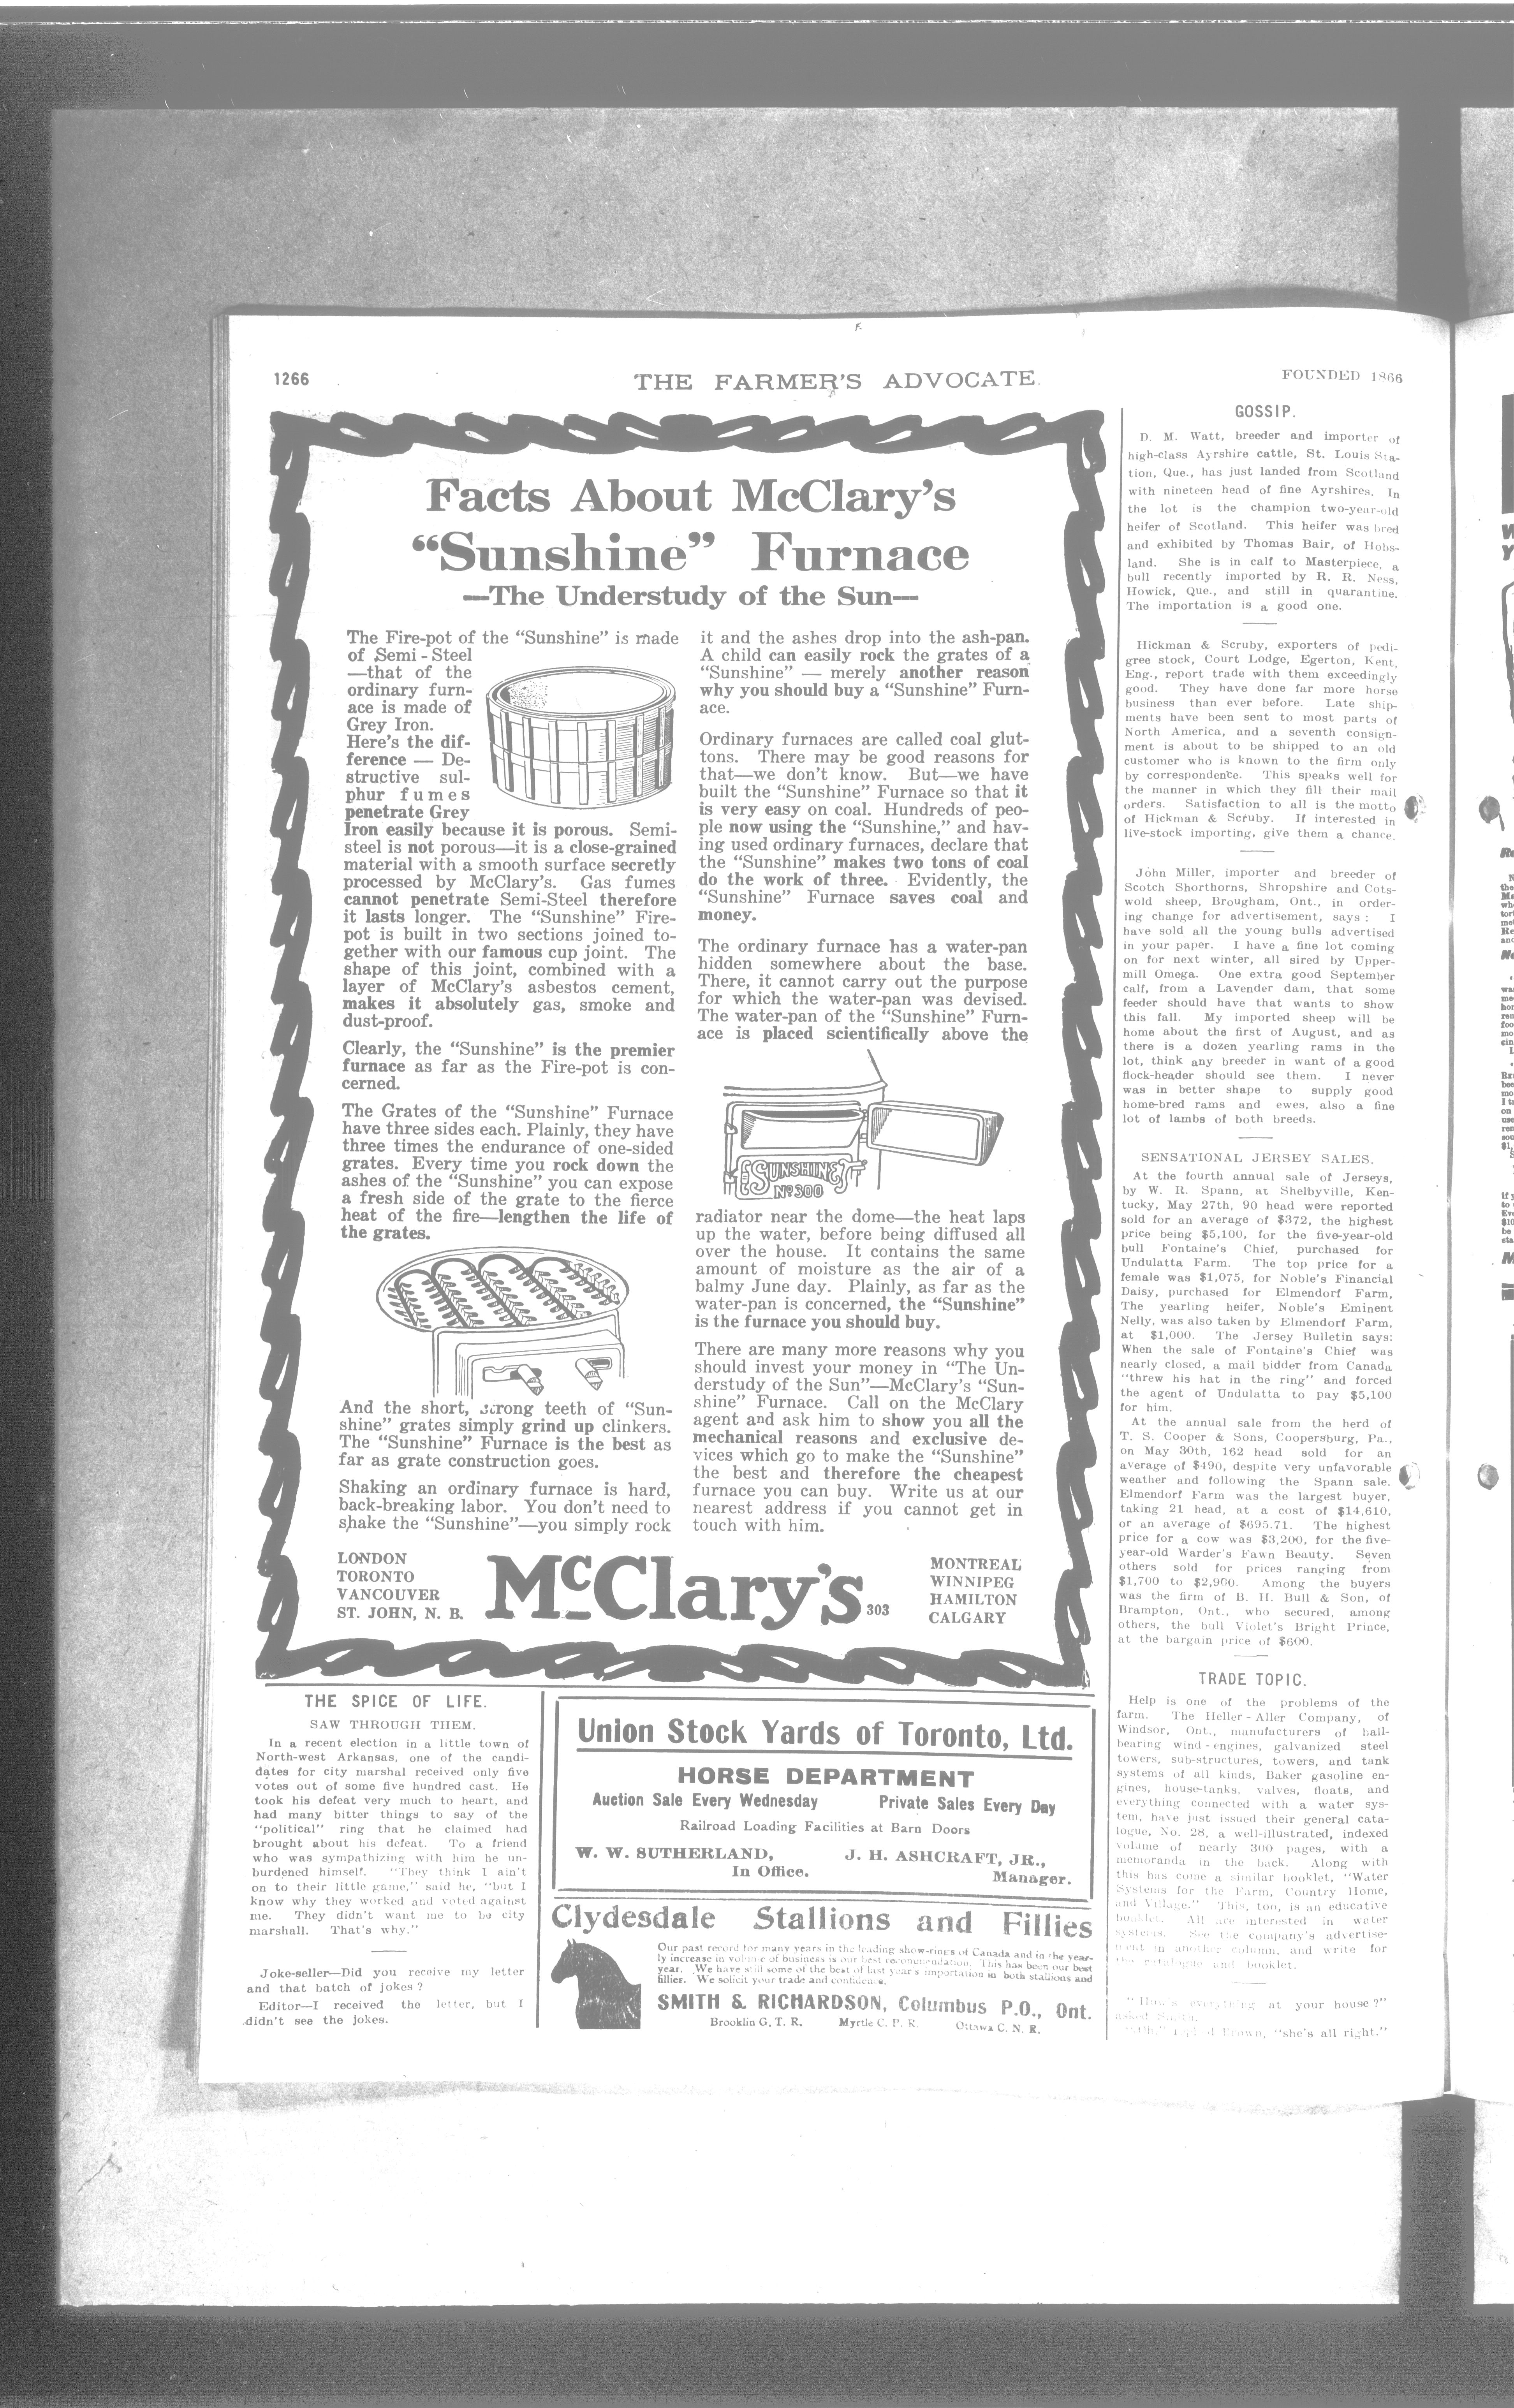 1266
THE FARMER'S ADVOCATE.
FOUNDED 1866
Facts About McClary's
“Sunshine” Furnace
—The Understudy of the Sun—
The Fire-pot of the “Sunshine” is made
of Semi-Steel
—that of the
ordinary furn-
ace is made of
Grey Iron.
Here's the dif-
ference — De-
structive sul-
phur fumes
penetrate Grey
Iron easily because it is porous. Semi-
steel is not porous—it is a close-grained
material with a smooth surface secretly
processed by McClary's. Gas fumes
cannot penetrate Semi-Steel therefore
it lasts longer. The “Sunshine” Fire-
pot is built in two sections joined to-
gether with our famous cup joint. The
shape of this joint, combined with a
layer of McClary's asbestos cement,
makes it absolutely gas, smoke and
dust-proof.
Clearly, the “Sunshine” is the premier
furnace as far as the Fire-pot is con-
cerned.
The Grates of the “Sunshine” Furnace
have three sides each. Plainly, they have
three times the endurance of one-sided
grates. Every time you rock down the
ashes of the “Sunshine” you can expose
a fresh side of the grate to the fierce
heat of the fire—lengthen the life of
the grates.
And the short, strong teeth of “Sun-
shine” grates simply grind up clinkers.
The “Sunshine” Furnace is the best as
far as grate construction goes.
Shaking an ordinary furnace is hard,
back-breaking labor. You don't need to
shake the “Sunshine”—you simply rock
it and the ashes drop into the ash-pan.
A child can easily rock the grates of a
“Sunshine” — merely another reason
why you should buy a “Sunshine” Furn-
ace.
Ordinary furnaces are called coal glut-
tons. There may be good reasons for
that—we don't know. But—we have
built the “Sunshine” Furnace so that it
is very easy on coal. Hundreds of peo-
ple now using the “Sunshine,” and hav-
ing used ordinary furnaces, declare that
the “Sunshine” makes two tons of coal
do the work of three. Evidently, the
“Sunshine” Furnace saves coal and
money.
The ordinary furnace has a water-pan
hidden somewhere about the base.
There, it cannot carry out the purpose
for which the water-pan was devised.
The water-pan of the “Sunshine” Furn-
ace is placed scientifically above the
SUNSHINE
No 300
radiator near the dome—the heat laps
up the water, before being diffused all
over the house. It contains the same
amount of moisture as the air of a
balmy June day. Plainly, as far as the
water-pan is concerned, the “Sunshine”
is the furnace you should buy.
There are many more reasons why you
should invest your money in “The Un-
derstudy of the Sun”—McClary's “Sun-
shine” Furnace. Call on the McClary
agent and ask him to show you all the
mechanical reasons and exclusive de-
vices which go to make the “Sunshine”
the best and therefore the cheapest
furnace you can buy. Write us at our
nearest address if you cannot get in
touch with him.
LONDON
TORONTO
VANCOUVER
ST. JOHN, N. B.
McClary's 303
MONTREAL
WINNIPEG
HAMILTON
CALGARY
THE SPICE OF LIFE.
SAW THROUGH THEM.
In a recent election in a little town of
North-west Arkansas, one of the candi-
dates for city marshal received only five
votes out of some five hundred cast. He
took his defeat very much to heart, and
had many bitter things to say of the
“political” ring that he claimed had
brought about his defeat. To a friend
who was sympathizing with him he un-
burdened himself. “They think I ain't
on to their little game,” said he, “but I
know why they worked and voted against
me. They didn't want me to be city
marshall. That's why.”
Joke-seller—Did you receive my letter
and that batch of jokes ?
Editor—I received the letter, but I
didn't see the jokes.
Union Stock Yards of Toronto, Ltd.
HORSE DEPARTMENT
Auction Sale Every Wednesday Private Sales Every Day
Railroad Loading Facilities at Barn Doors
W. W. SUTHERLAND,
In Office.
J. H. ASHCRAFT, JR.,
Manager.
Clydesdale Stallions and Fillies
Our past record for many years in the leading show-rings of Canada and in the year-
ly increase in volume of business is our best recommendation. This has been our best
year. We have still some of the best of last year's importation in both stallions and
fillies. We solicit your trade and confidence.
SMITH & RICHARDSON, Columbus P.O., Ont.
Brooklin G. T. R. Myrtle C. P. R. Ottawa C. N. R.
GOSSIP.
D. M. Watt, breeder and importer of
high-class Ayrshire cattle, St. Louis Sta-
tion, Que., has just landed from Scotland
with nineteen head of fine Ayrshires. In
the lot is the champion two-year-old
heifer of Scotland. This heifer was bred
and exhibited by Thomas Bair, of Hobs-
land. She is in calf to Masterpiece, a
bull recently imported by R. R. Ness,
Howick, Que., and still in quarantine.
The importation is a good one.
Hickman & Scruby, exporters of pedi-
gree stock, Court Lodge, Egerton, Kent,
Eng., report trade with them exceedingly
good. They have done far more horse
business than ever before. Late ship-
ments have been sent to most parts of
North America, and a seventh consign-
ment is about to be shipped to an old
customer who is known to the firm only
by correspondence. This speaks well for
the manner in which they fill their mail
orders. Satisfaction to all is the motto
of Hickman & Scruby. If interested in
live-stock importing, give them a chance.
John Miller, importer and breeder of
Scotch Shorthorns, Shropshire and Cots-
wold sheep, Brougham, Ont., in order-
ing change for advertisement, says : I
have sold all the young bulls advertised
in your paper. I have a fine lot coming
on for next winter, all sired by Upper-
mill Omega. One extra good September
calf, from a Lavender dam, that some
feeder should have that wants to show
this fall. My imported sheep will be
home about the first of August, and as
there is a dozen yearling rams in the
lot, think any breeder in want of a good
flock-header should see them. I never
was in better shape to supply good
home-bred rams and ewes, also a fine
lot of lambs of both breeds.
SENSATIONAL JERSEY SALES.
At the fourth annual sale of Jerseys,
by W. R. Spann, at Shelbyville, Ken-
tucky, May 27th, 90 head were reported
sold for an average of $372, the highest
price being $5,100, for the five-year-old
bull Fontaine's Chief, purchased for
Undulatta Farm. The top price for a
female was $1,075, for Noble's Financial
Daisy, purchased for Elmendorf Farm,
The yearling heifer, Noble's Eminent
Nelly, was also taken by Elmendorf Farm,
at $1,000. The Jersey Bulletin says:
When the sale of Fontaine's Chief was
nearly closed, a mail bidder from Canada
“threw his hat in the ring” and forced
the agent of Undulatta to pay $5,100
for him.
At the annual sale from the herd of
T. S. Cooper & Sons, Coopersburg, Pa.,
on May 30th, 162 head sold for an
average of $490, despite very unfavorable
weather and following the Spann sale.
Elmendorf Farm was the largest buyer,
taking 21 head, at a cost of $14,610,
or an average of $695.71. The highest
price for a cow was $3,200, for the five-
year-old Warder's Fawn Beauty. Seven
others sold for prices ranging from
$1,700 to $2,900. Among the buyers
was the firm of B. H. Bull & Son, of
Brampton, Ont., who secured, among
others, the bull Violet's Bright Prince,
at the bargain price of $600.
TRADE TOPIC.
Help is one of the problems of the
farm. The Heller-Aller Company, of
Windsor, Ont., manufacturers of ball-
bearing wind-engines, galvanized steel
towers, sub-structures, towers, and tank
systems of all kinds, Baker gasoline en-
gines, house-tanks, valves, floats, and
everything connected with a water sys-
tem, have just issued their general cata-
logue, No. 28, a well-illustrated, indexed
volume of nearly 300 pages, with a
memoranda in the back. Along with
this has come a similar booklet, “Water
Systems for the Farm, Country Home,
and Village.” This, too, is an educative
booklet. All are interested in water
systems. See the company's advertise-
ment in another column, and write for
the catalogue and booklet.
“How's everything at your house ?”
asked Smith.
“Oh,” replied Brown, “she's all right.”